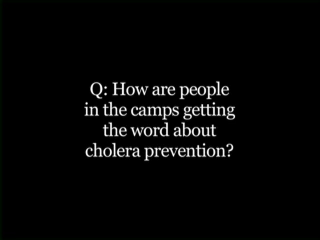 Q: How are people
in the camps getting
the word about
cholera prevention?